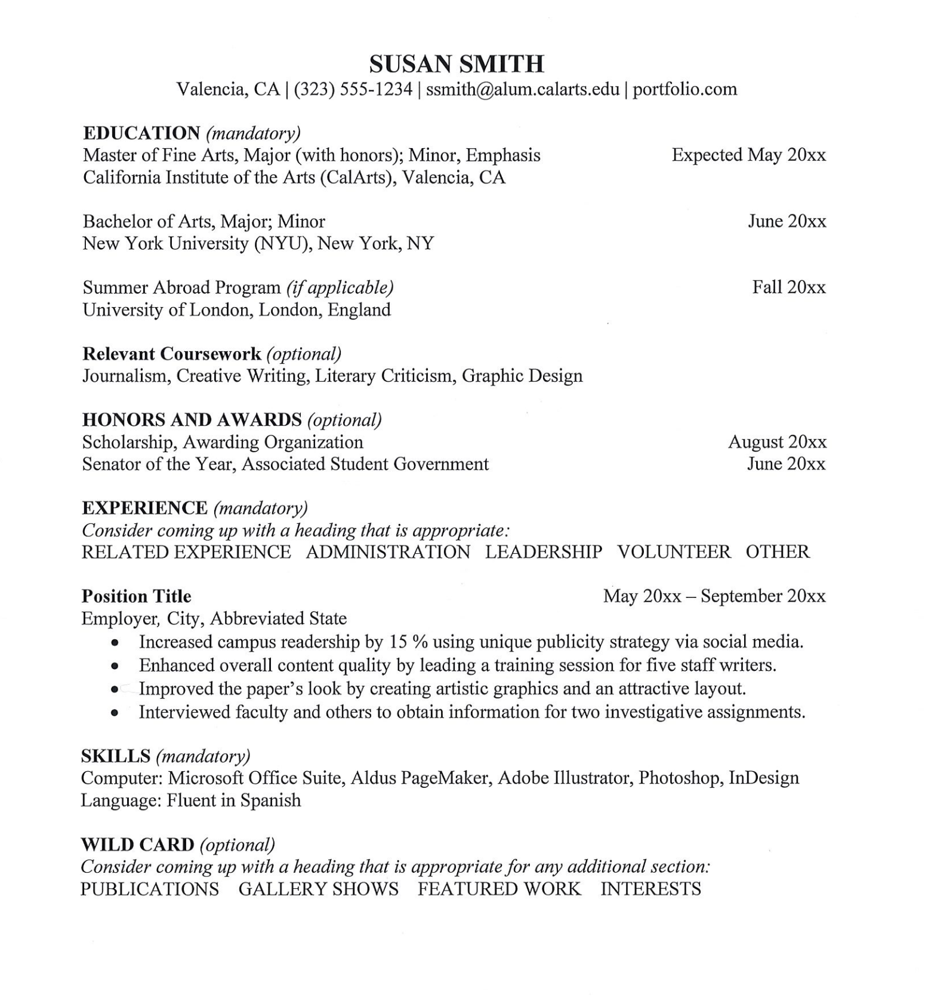 SUSAN SMITH
Valencia, CA | (323) 555-1234 | ssmith@alum.calarts.edu | portfolio.com
EDUCATION (mandatory)
Master of Fine Arts, Major (with honors); Minor, Emphasis Expected May 20xx
California Institute of the Arts (CalArts), Valencia, CA
Bachelor of Arts, Major; Minor June 20xx
New York University (NYU), New York, NY
Summer Abroad Program (if applicable) Fall 20xx
University of London, London, England
Relevant Coursework (optional)
Journalism, Creative Writing, Literary Criticism, Graphic Design
HONORS AND AWARDS (optional)
Scholarship, Awarding Organization August 20xx
Senator of the Year, Associated Student Government June 20xx
EXPERIENCE (mandatory)
Consider coming up with a heading that is appropriate:
RELATED EXPERIENCE ADMINISTRATION LEADERSHIP VOLUNTEER OTHER
Position Title May 20xx – September 20xx
Employer, City, Abbreviated State
• Increased campus readership by 15 % using unique publicity strategy via social media.
• Enhanced overall content quality by leading a training session for five staff writers.
• Improved the paper's look by creating artistic graphics and an attractive layout.
• Interviewed faculty and others to obtain information for two investigative assignments.
SKILLS (mandatory)
Computer: Microsoft Office Suite, Aldus PageMaker, Adobe Illustrator, Photoshop, InDesign
Language: Fluent in Spanish
WILD CARD (optional)
Consider coming up with a heading that is appropriate for any additional section:
PUBLICATIONS GALLERY SHOWS FEATURED WORK INTERESTS